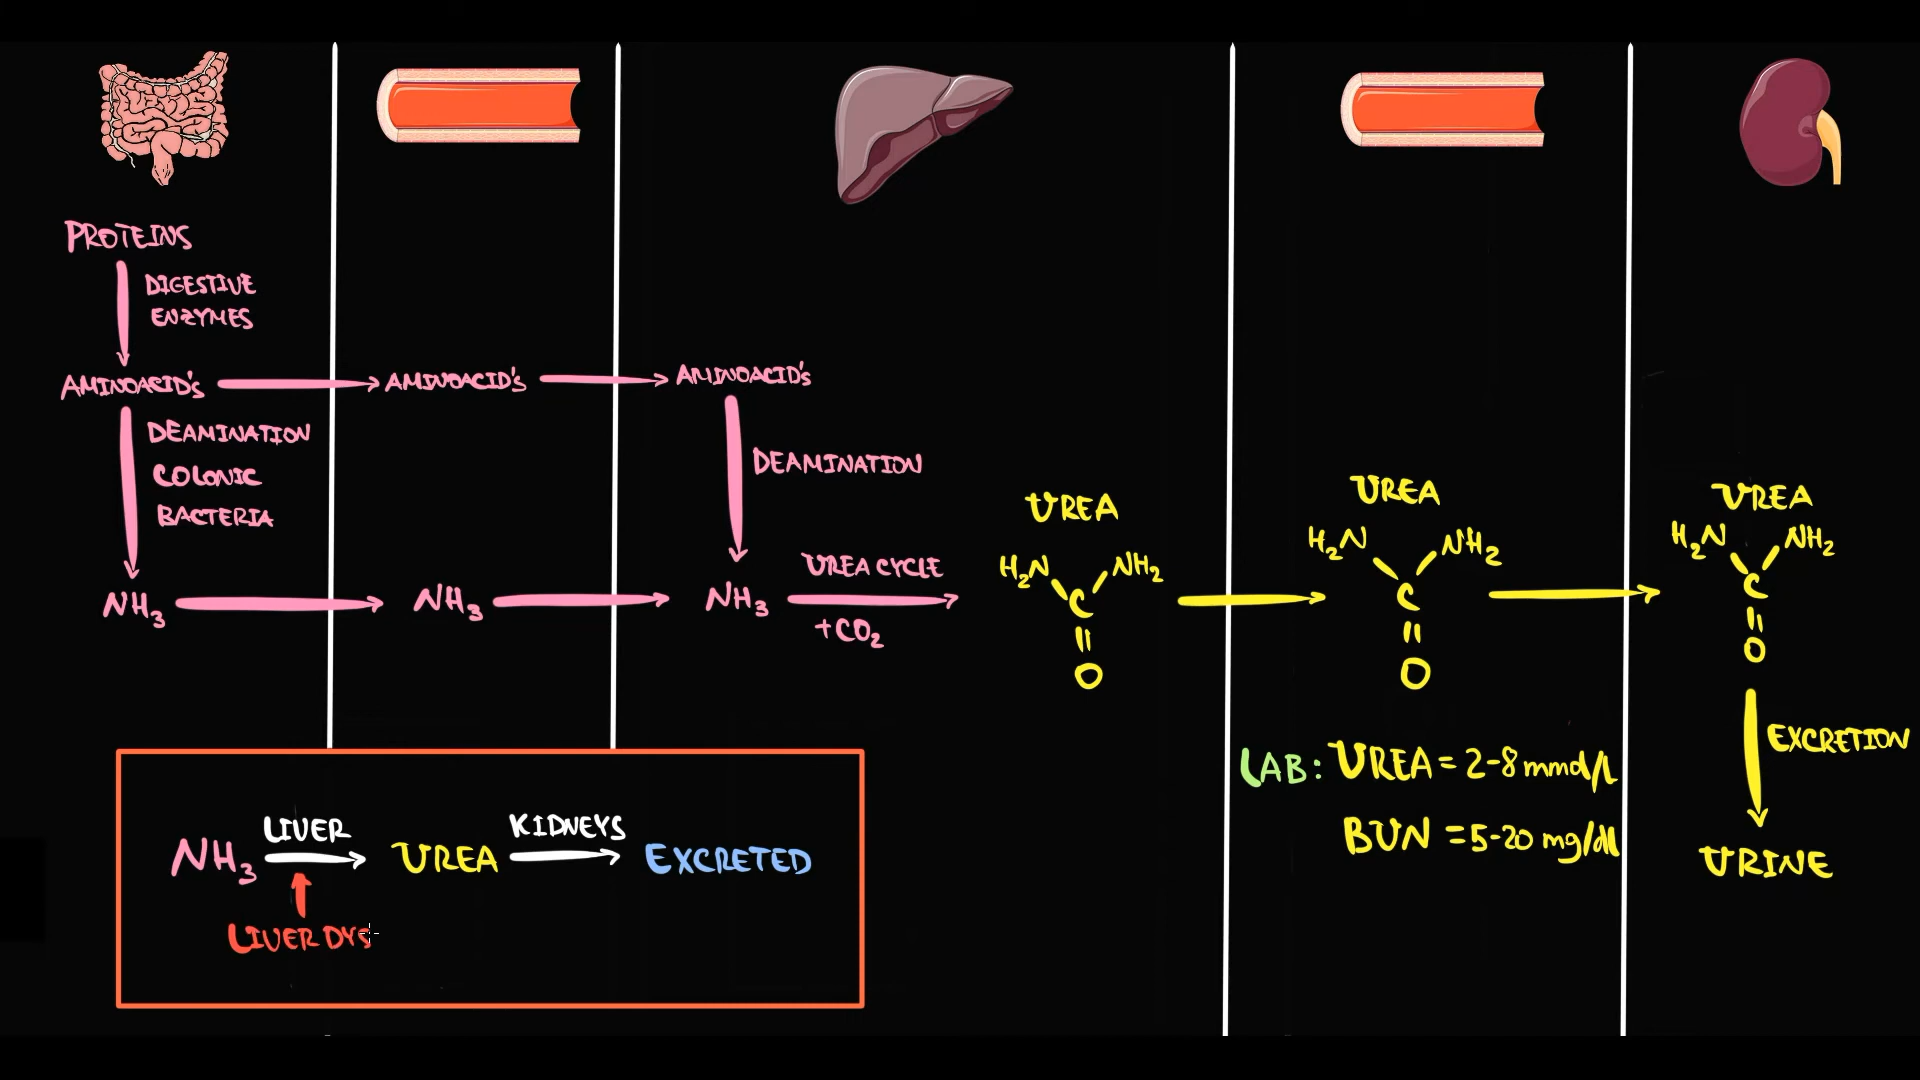 PROTEINS
DIGESTIVE
ENZYMES
AMINOACID'S
DEAMINATION
COLONIC
BACTERIA
NH3
AMINOACID'S
NH3
AMINOACID'S
DEAMINATION
NH3
UREA CYCLE
+CO2
UREA
H2N NH2
C
O
UREA
H2N NH2
C
O
LAB: UREA = 2-8 mmol/L
BUN = 5-20 mg/dl
UREA
H2N NH2
C
O
EXCRETION
URINE
LIVER KIDNEYS
NH3 UREA EXCRETED
LIVER DYS